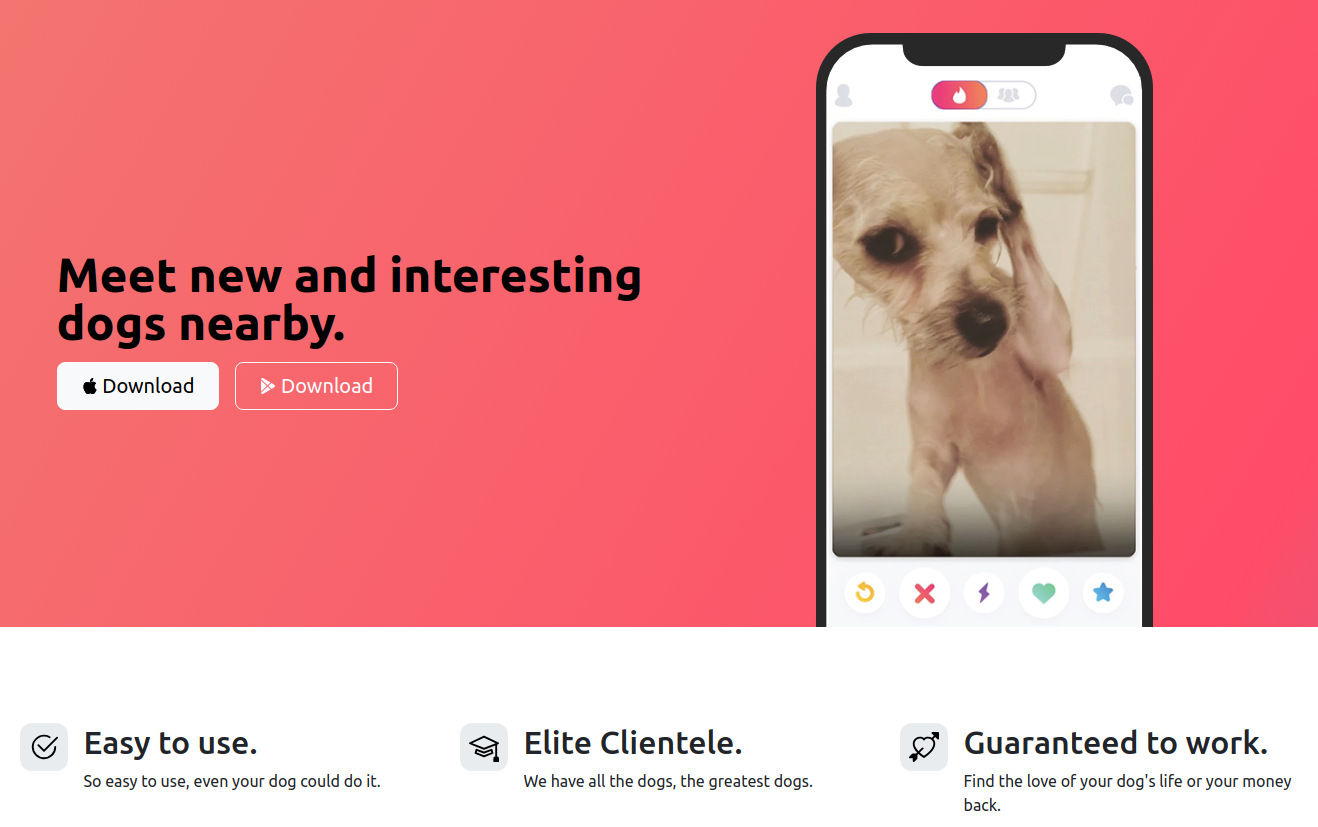 Meet new and interesting
dogs nearby.
Download
Download
Easy to use.
So easy to use, even your dog could do it.
Elite Clientele.
We have all the dogs, the greatest dogs.
Guaranteed to work.
Find the love of your dog's life or your money
back.